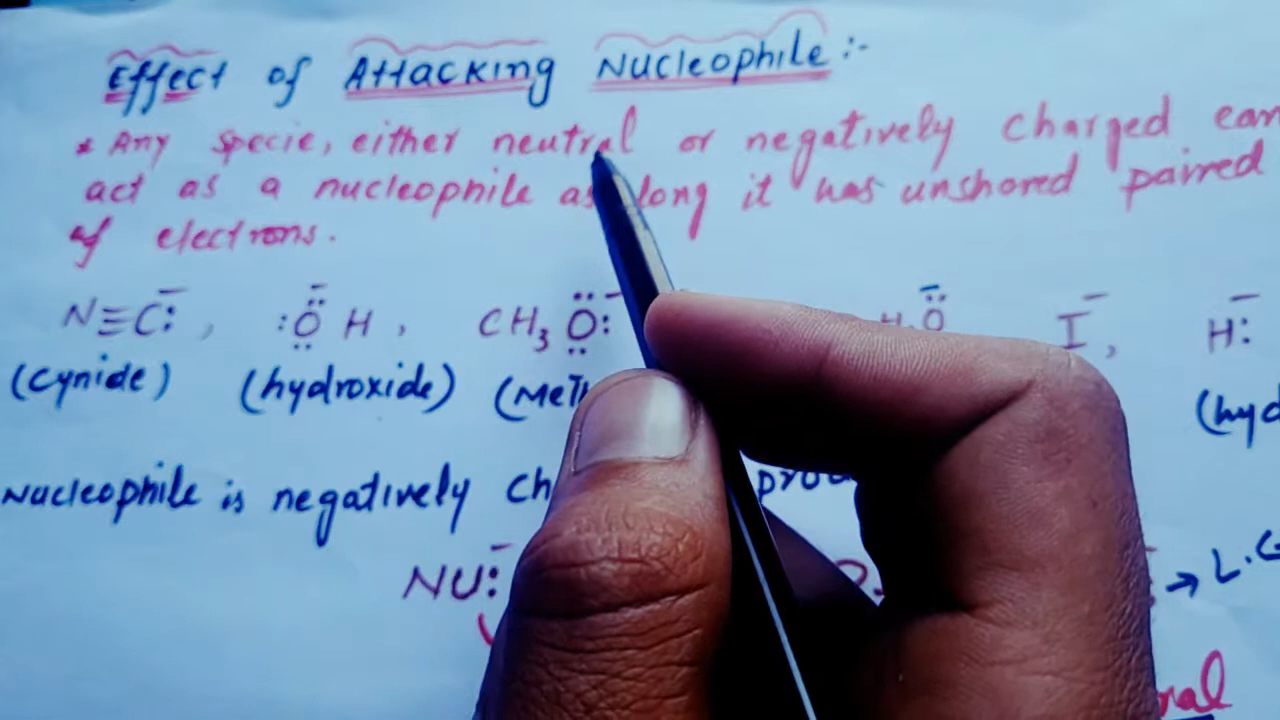 Effect of Attacking Nucleophile:-
* Any specie, either neutral or negatively charged can
act as a nucleophile as long it has unshared paired
of electrons.
N≡C̄: , :Ȫ H , CH₃ Ö̤:⁻ Ī , H̄:
(Cynide) (hydroxide)
Nucleophile is negatively
NU:⁻ → L.G